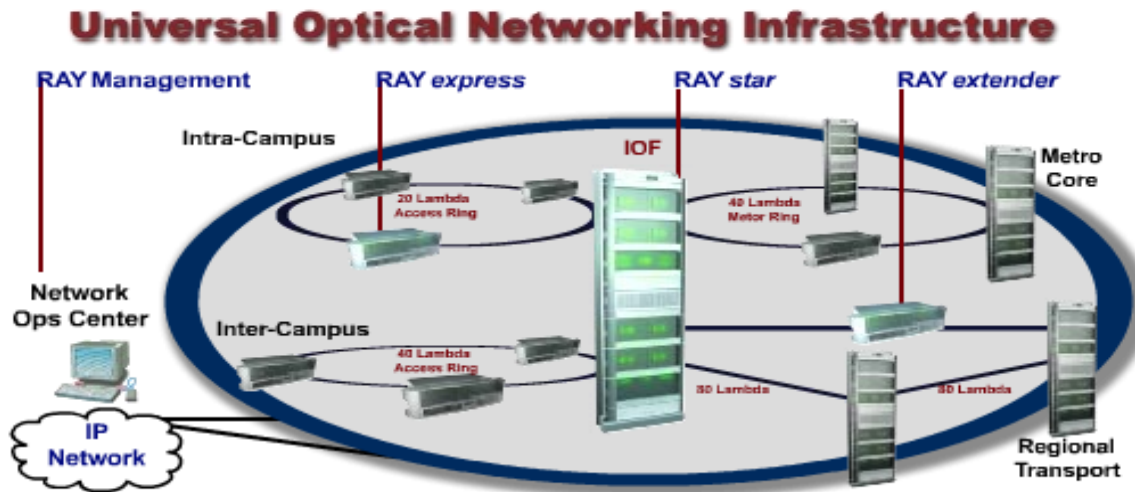 Universal Optical Networking Infrastructure
RAY Management
RAY express
RAY star
RAY extender
Intra-Campus
IOF
Metro
Core
20 Lambda
Access Ring
40 Lambda
Metor Ring
Network
Ops Center
Inter-Campus
40 Lambda
Access Ring
80 Lambda
80 Lambda
IP
Network
Regional
Transport